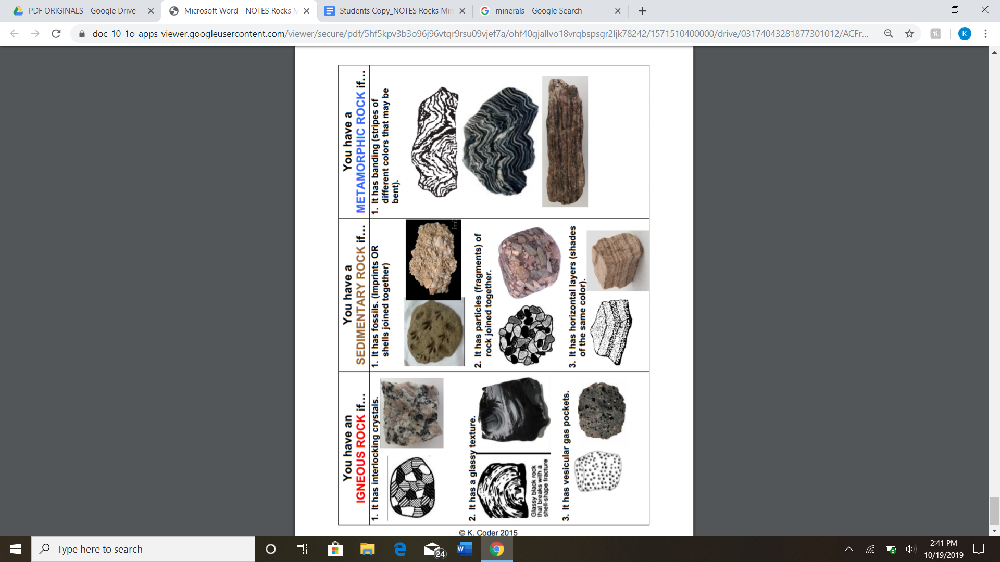 PDF ORIGINALS - Google Drive
Microsoft Word - NOTES Rocks M
Students Copy_NOTES Rocks Min
minerals - Google Search
doc-10-1o-apps-viewer.googleusercontent.com/viewer/secure/pdf/5hf5kpv3b3o96j96vtqr9rsu09vjef7a/ohf40gjallvo18vrqbspsgr2ljk78242/1571510400000/drive/03174043281877301012/ACFr...
K
You have an
IGNEOUS ROCK if...
1. It has interlocking crystals.
2. It has a glassy texture.
Glassy black rock
that breaks with a
shell-shape fracture
3. It has vesicular gas pockets.
You have a
SEDIMENTARY ROCK if...
1. It has fossils. (Imprints OR
shells joined together)
2. It has particles (fragments) of
rock joined together.
3. It has horizontal layers (shades
of the same color).
You have a
METAMORPHIC ROCK if...
1. It has banding (stripes of
different colors that may be
bent).
© K. Coder 2015
Type here to search
24
2:41 PM
10/19/2019